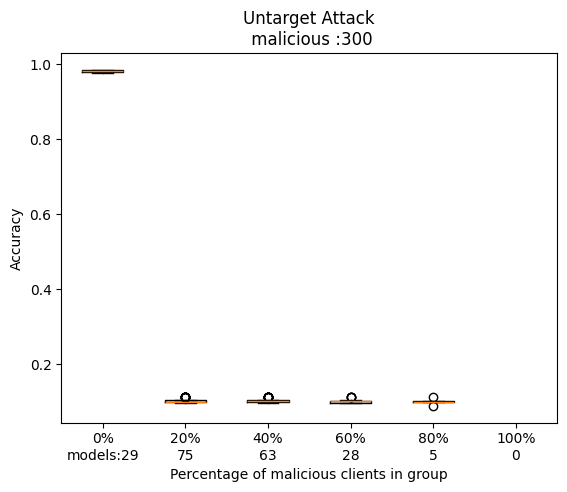 Untarget Attack
malicious :300
Accuracy
1.0
0.8
0.6
0.4
0.2
0% 20% 40% 60% 80% 100%
models:29 75 63 28 5 0
Percentage of malicious clients in group